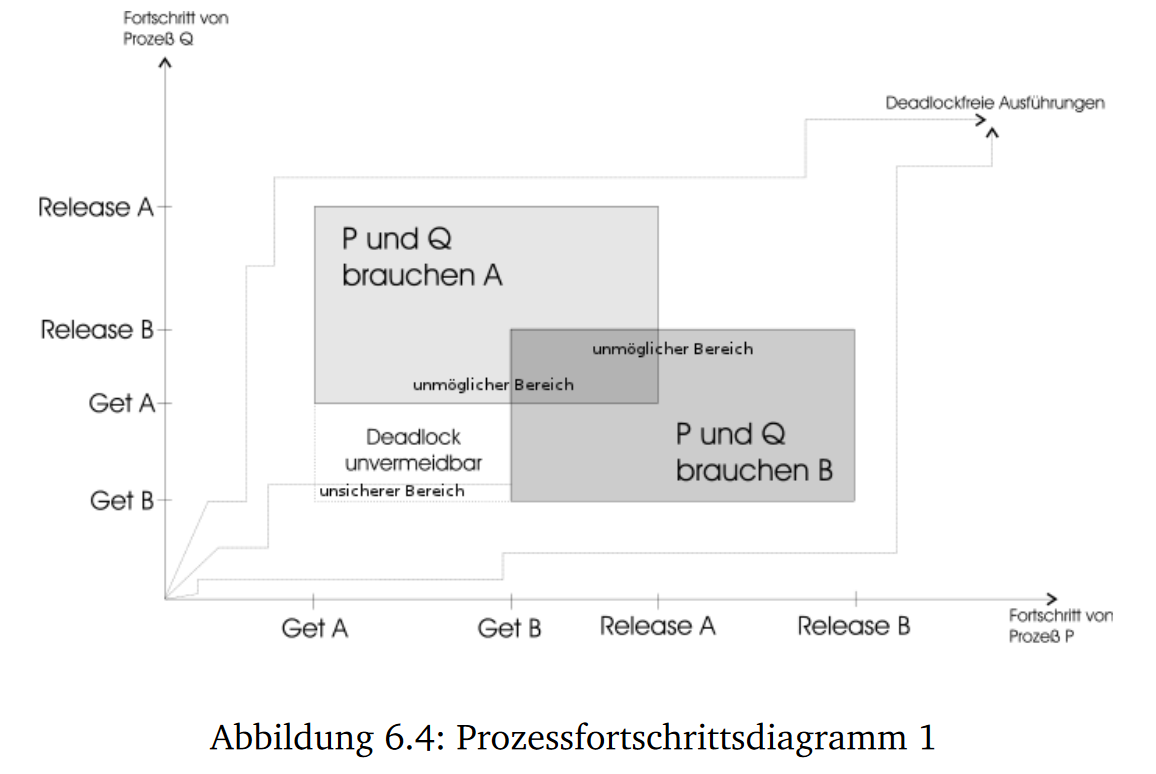 Fortschritt von
Prozeß Q
Deadlockfreie Ausführungen
Release A
P und Q
brauchen A
Release B
unmöglicher Bereich
unmöglicher Bereich
Get A
P und Q
brauchen B
Deadlock
unvermeidbar
unsicherer Bereich
Get B
Get A
Get B
Release A
Release B
Fortschritt von
Prozeß P
Abbildung 6.4: Prozessfortschrittsdiagramm 1